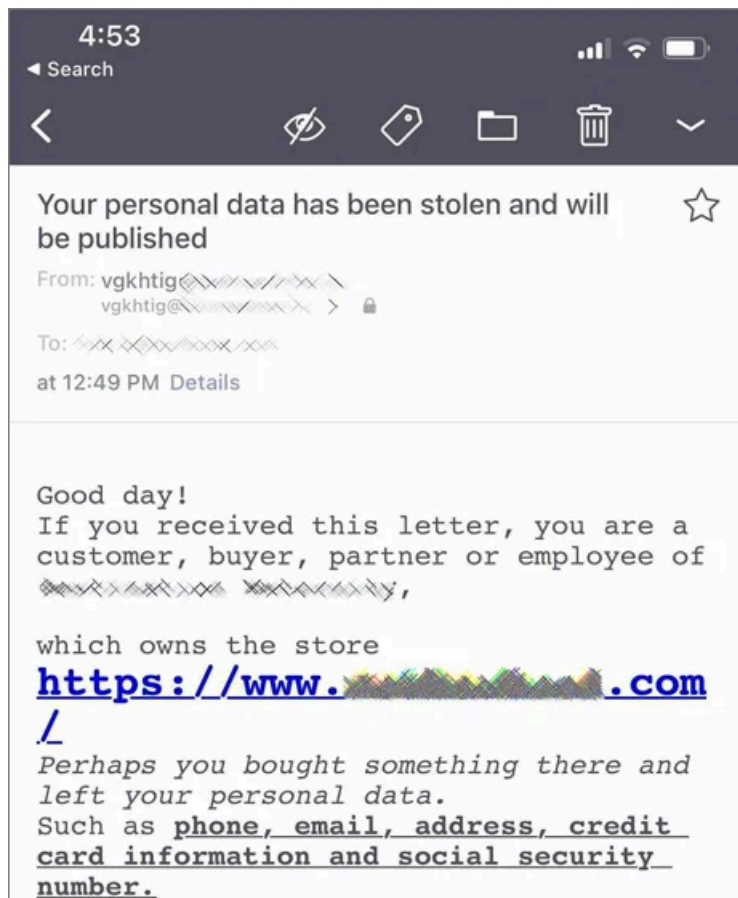 4:53
◀ Search
Your personal data has been stolen and will
be published
From: vgkhtig@
vgkhtig@ >
To:
at 12:49 PM Details
Good day!
If you received this letter, you are a
customer, buyer, partner or employee of
,
which owns the store
https://www. .com
/
Perhaps you bought something there and
left your personal data.
Such as phone, email, address, credit
card information and social security
number.